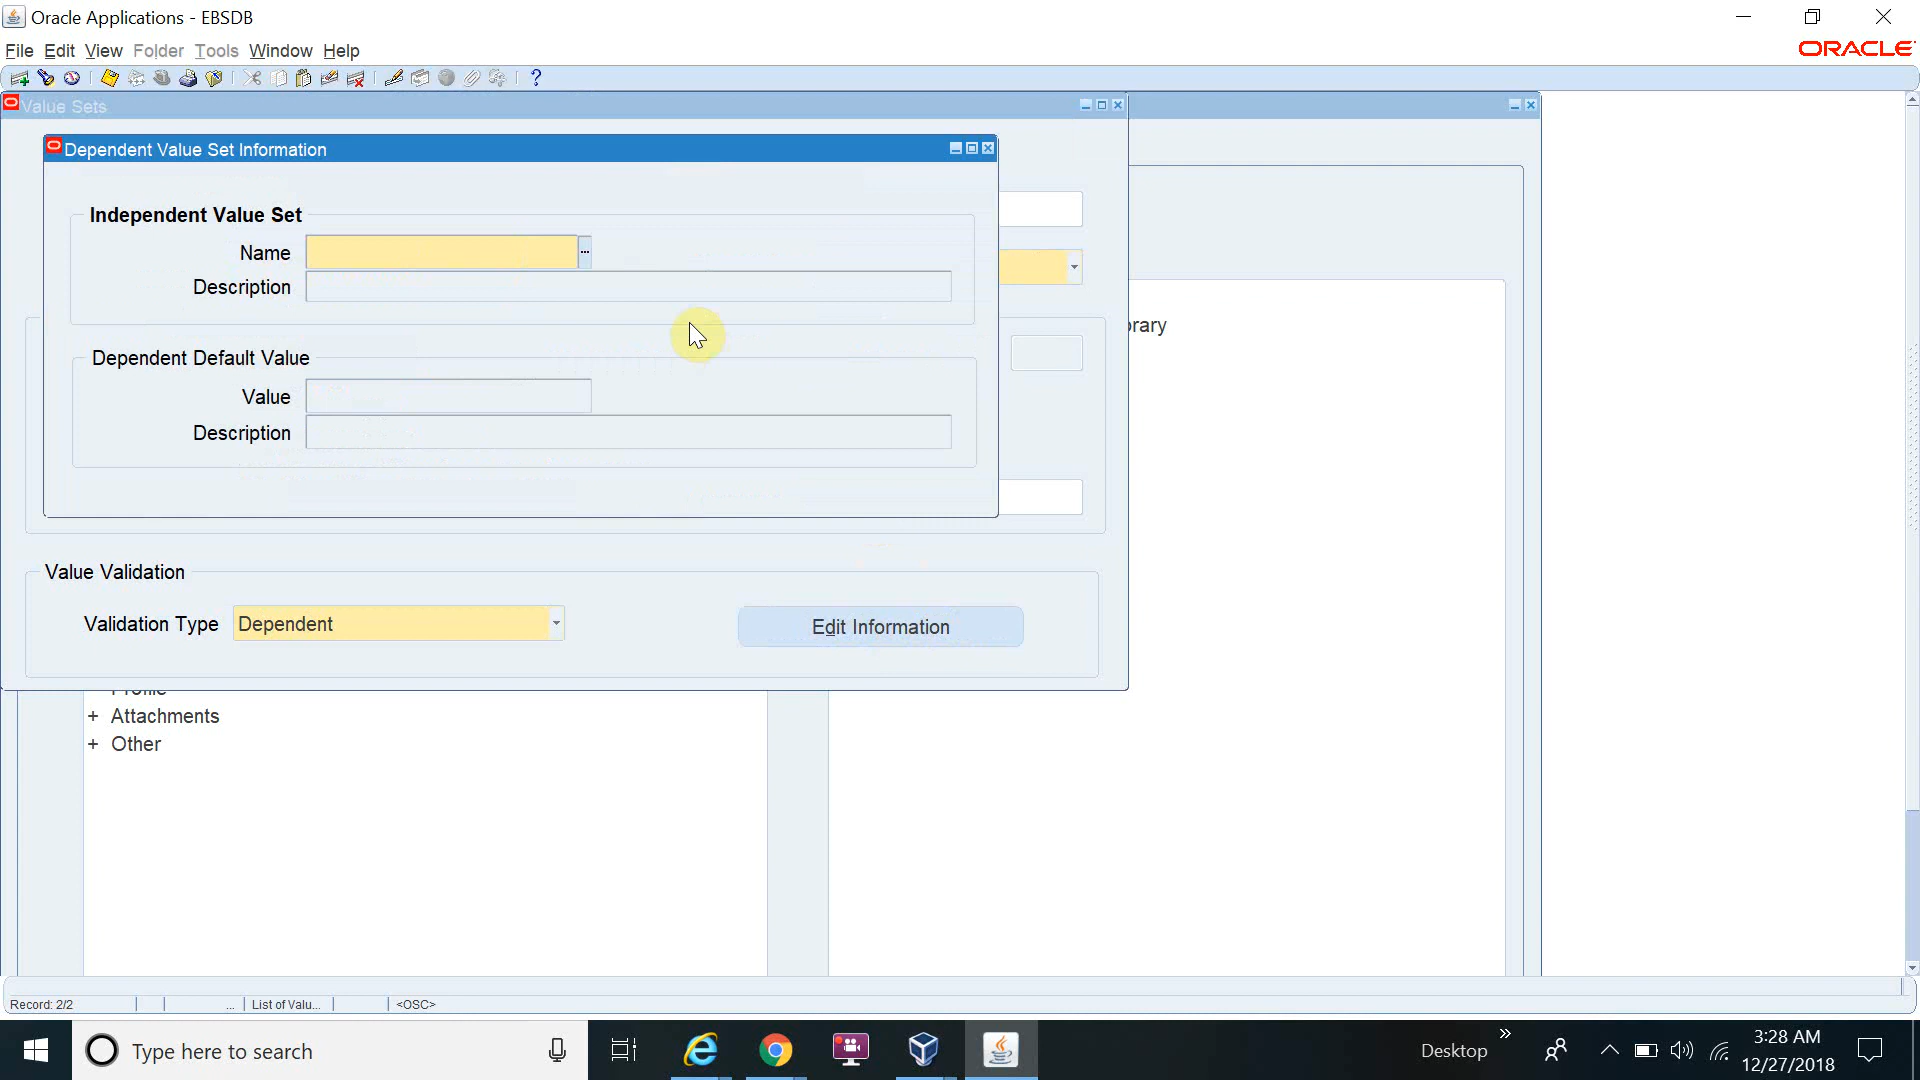 Oracle Applications - EBSDB
File Edit View Folder Tools Window Help
ORACLE
Value Sets
Dependent Value Set Information
Independent Value Set
Name
Description
Dependent Default Value
Value
Description
Value Validation
Validation Type Dependent
Edit Information
+ Attachments
+ Other
Record: 2/2 ... List of Valu... <OSC>
Type here to search
Desktop
3:28 AM
12/27/2018